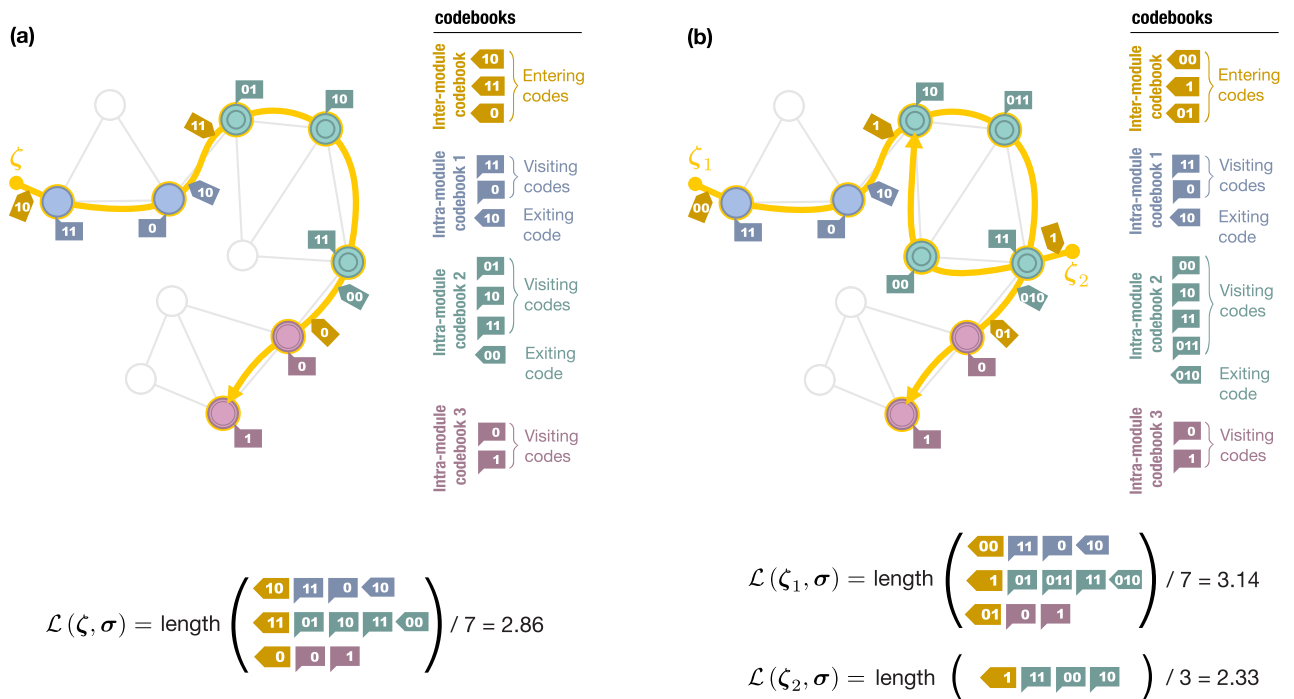 (a)
codebooks
Inter-module codebook
10
11
0
Entering codes
Intra-module codebook 1
11
0
Visiting codes
10
Exiting code
Intra-module codebook 2
01
10
11
Visiting codes
00
Exiting code
Intra-module codebook 3
0
1
Visiting codes
ζ
10
11
0
10
11
01
10
11
00
0
0
1
10 11 0 10
L (ζ, σ) = length ( 11 01 10 11 00 ) / 7 = 2.86
0 0 1
(b)
codebooks
Inter-module codebook
00
1
01
Entering codes
Intra-module codebook 1
11
0
Visiting codes
10
Exiting code
Intra-module codebook 2
00
10
11
011
Visiting codes
010
Exiting code
Intra-module codebook 3
0
1
Visiting codes
ζ1
00
11
0
10
1
10
011
11
1
ζ2
00
010
01
0
1
00 11 0 10
L (ζ1, σ) = length ( 1 01 011 11 010 ) / 7 = 3.14
01 0 1
L (ζ2, σ) = length ( 1 11 00 10 ) / 3 = 2.33